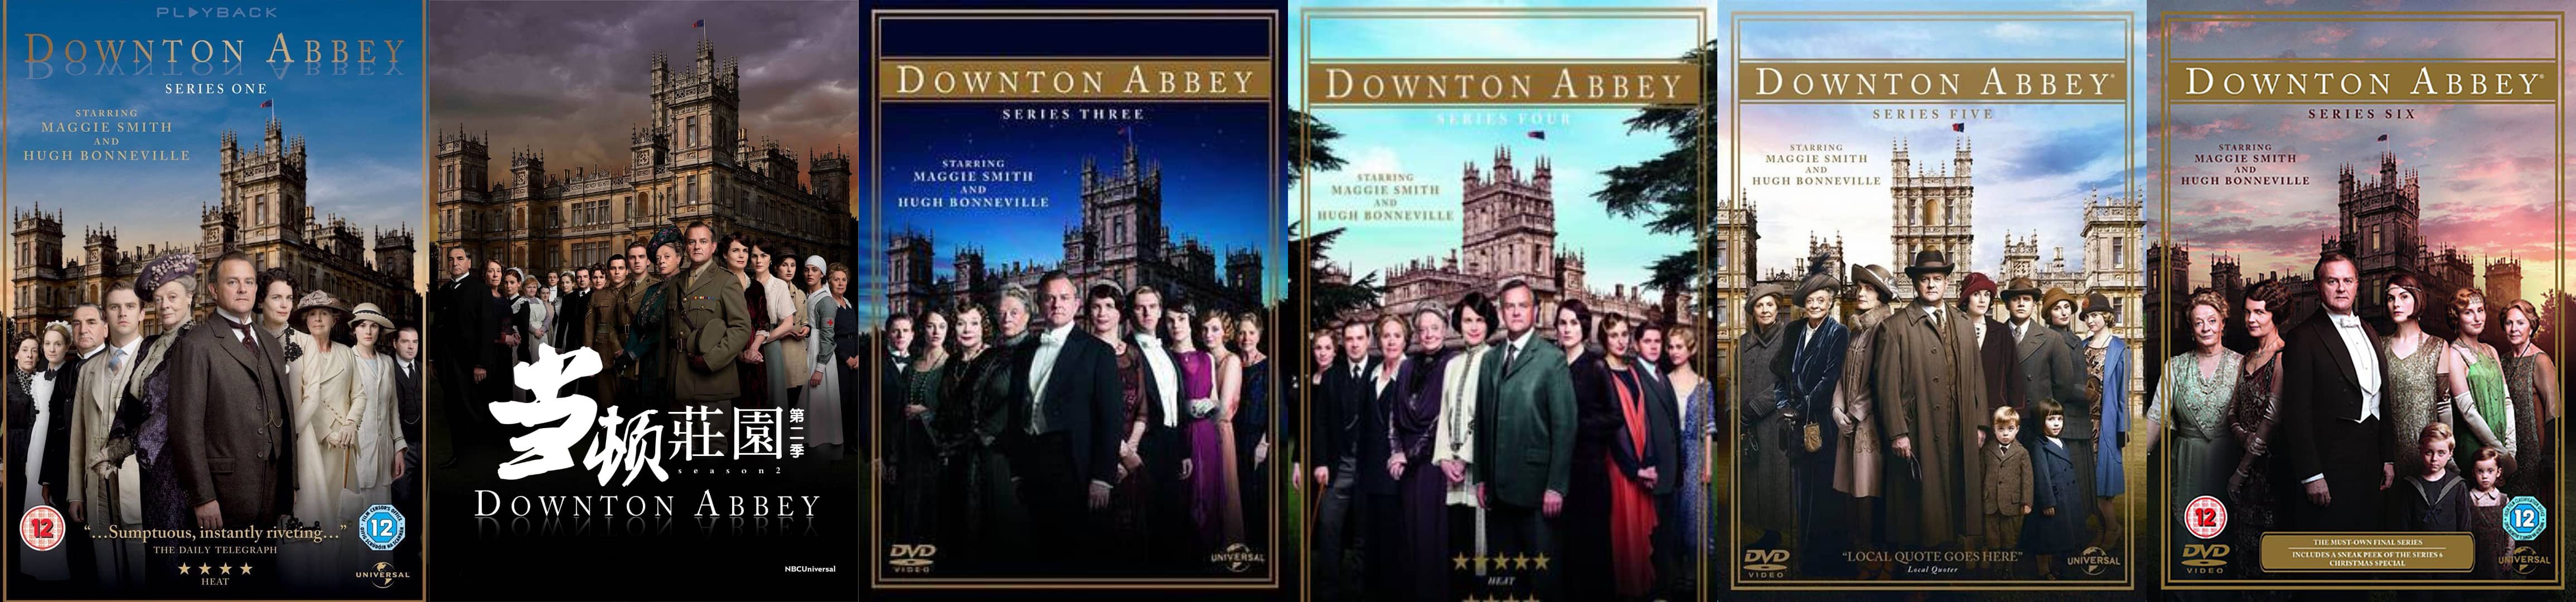 PLAYBACK
DOWNTON ABBEY
SERIES ONE
STARRING
MAGGIE SMITH
AND
HUGH BONNEVILLE
12
"...Sumptuous, instantly riveting..."
THE DAILY TELEGRAPH
HEAT
12
UNIVERSAL
当顿莊園
第二季
season 2
DOWNTON ABBEY
NBCUniversal
DOWNTON ABBEY
SERIES THREE
STARRING
MAGGIE SMITH
AND
HUGH BONNEVILLE
DVD
VIDEO
UNIVERSAL
DOWNTON ABBEY
SERIES FOUR
STARRING
MAGGIE SMITH
AND
HUGH BONNEVILLE
HEAT
DOWNTON ABBEY®
SERIES FIVE
STARRING
MAGGIE SMITH
AND
HUGH BONNEVILLE
DVD
VIDEO
"LOCAL QUOTE GOES HERE"
Local Quoter
UNIVERSAL
DOWNTON ABBEY®
SERIES SIX
STARRING
MAGGIE SMITH
AND
HUGH BONNEVILLE
12
12
DVD
VIDEO
THE MUST-OWN FINAL SERIES
INCLUDES A SNEAK PEEK OF THE SERIES 6
CHRISTMAS SPECIAL
UNIVERSAL